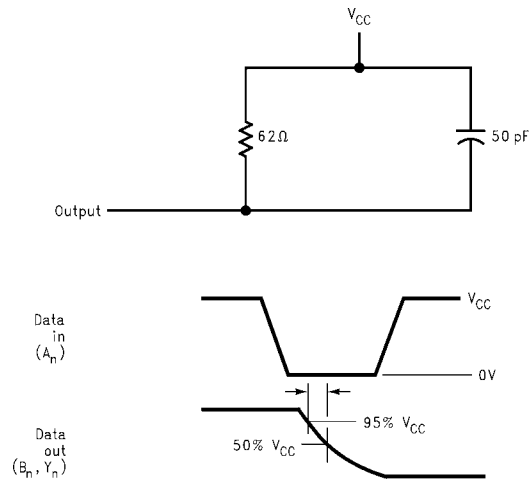 V_CC
62Ω
50 pF
Output
Data
in
(A_n)
V_CC
0V
95% V_CC
50% V_CC
Data
out
(B_n, Y_n)